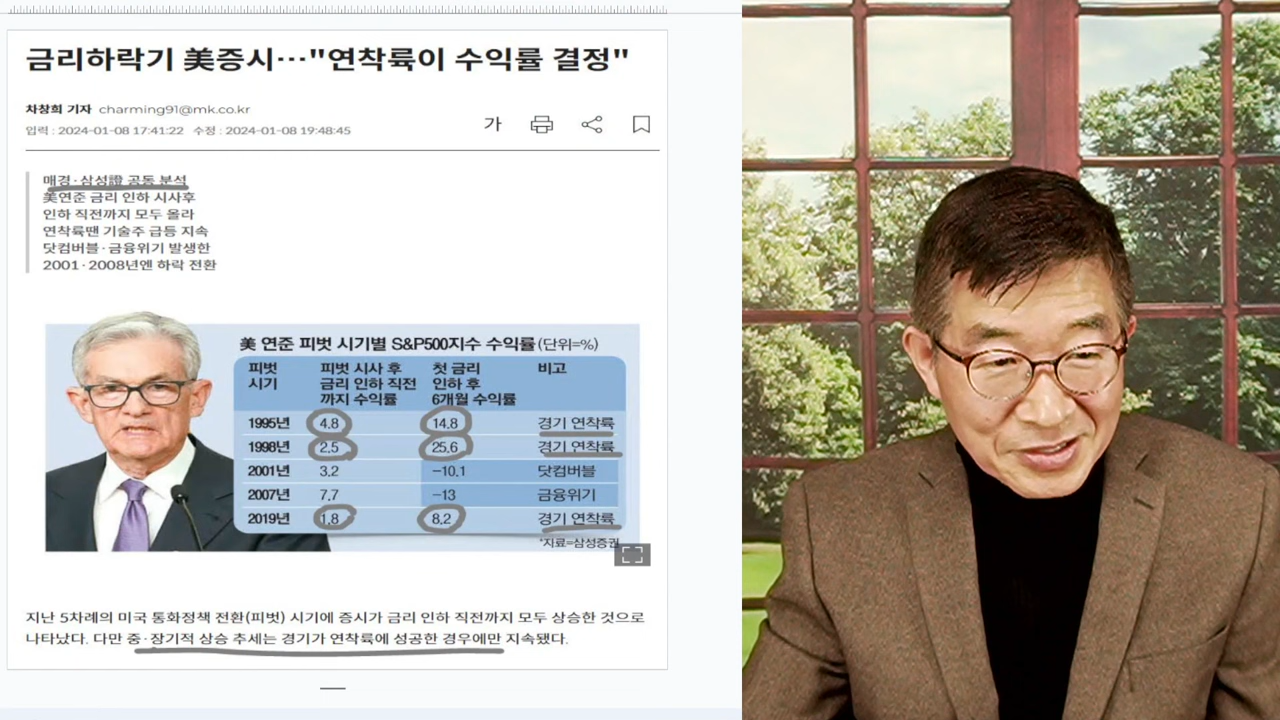 금리하락기 美증시…"연착륙이 수익률 결정"
차창희 기자 charming91@mk.co.kr
입력 : 2024-01-08 17:41:22 수정 : 2024-01-08 19:48:45
가
매경·삼성證 공동 분석
美연준 금리 인하 시사후
인하 직전까지 모두 올라
연착륙땐 기술주 급등 지속
닷컴버블·금융위기 발생한
2001·2008년엔 하락 전환
美 연준 피벗 시기별 S&P500지수 수익률(단위=%)
피벗 시기 피벗 시사 후 금리 인하 직전까지 수익률 첫 금리 인하 후 6개월 수익률 비고
1995년 4.8 14.8 경기 연착륙
1998년 2.5 25.6 경기 연착륙
2001년 3.2 -10.1 닷컴버블
2007년 7.7 -13 금융위기
2019년 1.8 8.2 경기 연착륙
*자료=삼성증권
지난 5차례의 미국 통화정책 전환(피벗) 시기에 증시가 금리 인하 직전까지 모두 상승한 것으로
나타났다. 다만 중·장기적 상승 추세는 경기가 연착륙에 성공한 경우에만 지속됐다.